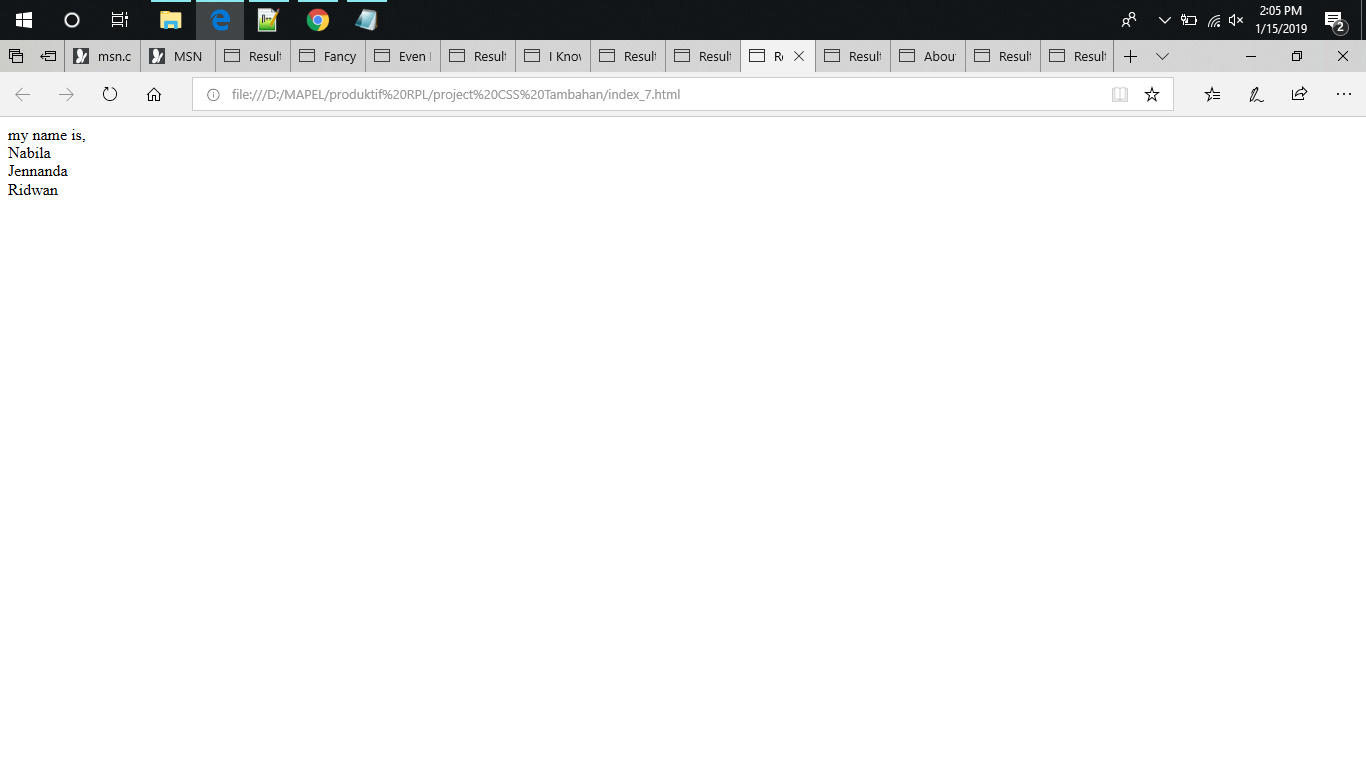 2:05 PM
1/15/2019
2
msn.c
MSN
Result
Fancy
Even
Result
I Know
Result
Result
Re
Result
About
Result
Result
file:///D:/MAPEL/produktif%20RPL/project%20CSS%20Tambahan/index_7.html
my name is,
Nabila
Jennanda
Ridwan